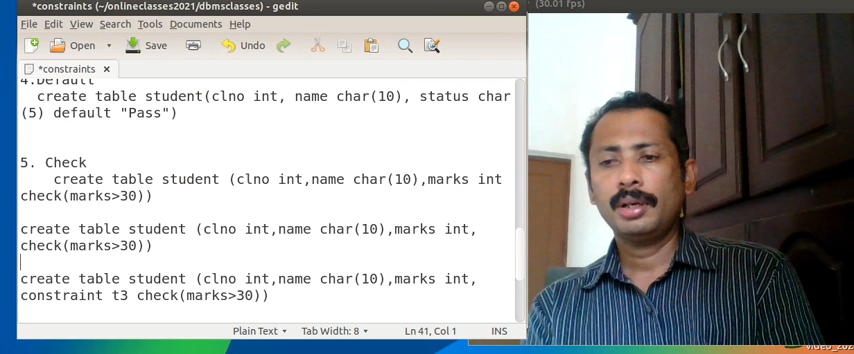 *constraints (~/onlineclasses2021/dbmsclasses) - gedit
(30.01 fps)
File Edit View Search Tools Documents Help
Open Save Undo
*constraints
4.Default
create table student(clno int, name char(10), status char
(5) default "Pass")
5. Check
create table student (clno int,name char(10),marks int
check(marks>30))
create table student (clno int,name char(10),marks int,
check(marks>30))
create table student (clno int,name char(10),marks int,
constraint t3 check(marks>30))
Plain Text Tab Width: 8 Ln 41, Col 1 INS